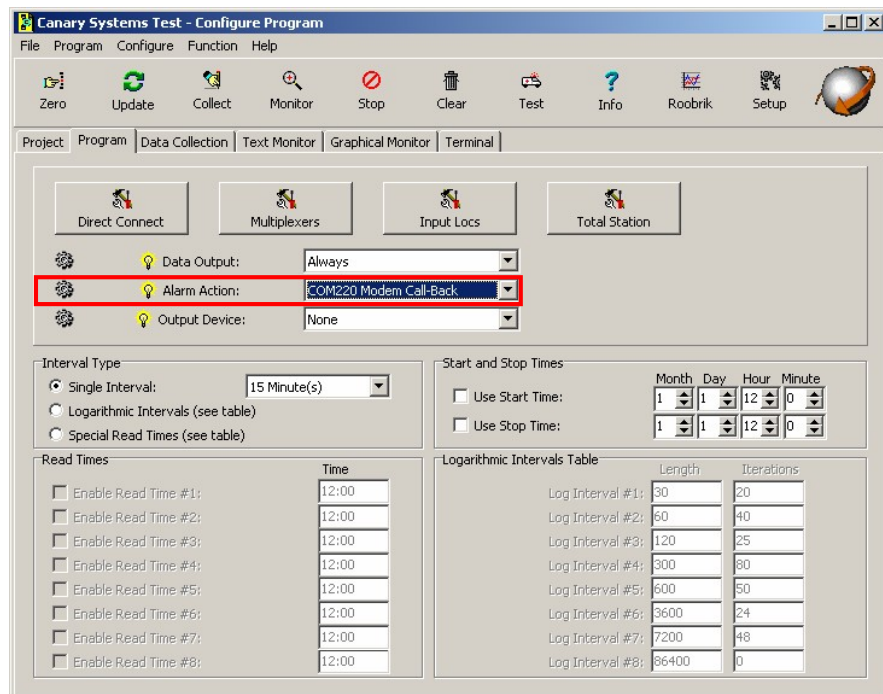 Canary Systems Test - Configure Program
File Program Configure Function Help
Zero Update Collect Monitor Stop Clear Test Info Roobrik Setup
Project Program Data Collection Text Monitor Graphical Monitor Terminal
Direct Connect Multiplexers Input Locs Total Station
Data Output: Always
Alarm Action: COM220 Modem Call-Back
Output Device: None
Interval Type
Single Interval: 15 Minute(s)
Logarithmic Intervals (see table)
Special Read Times (see table)
Start and Stop Times
Month Day Hour Minute
Use Start Time: 1 1 12 0
Use Stop Time: 1 1 12 0
Read Times
Time
Enable Read Time #1: 12:00
Enable Read Time #2: 12:00
Enable Read Time #3: 12:00
Enable Read Time #4: 12:00
Enable Read Time #5: 12:00
Enable Read Time #6: 12:00
Enable Read Time #7: 12:00
Enable Read Time #8: 12:00
Logarithmic Intervals Table
Length Iterations
Log Interval #1: 30 20
Log Interval #2: 60 40
Log Interval #3: 120 25
Log Interval #4: 300 80
Log Interval #5: 600 50
Log Interval #6: 3600 24
Log Interval #7: 7200 48
Log Interval #8: 86400 0